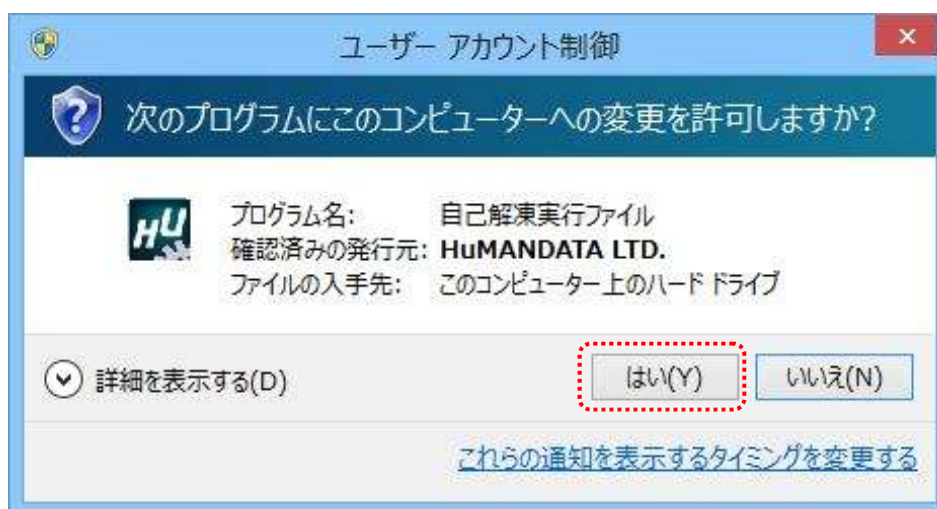 ユーザー アカウント制御
次のプログラムにこのコンピューターへの変更を許可しますか?
HU
プログラム名: 自己解凍実行ファイル
確認済みの発行元: HuMANDATA LTD.
ファイルの入手先: このコンピューター上のハード ドライブ
詳細を表示する(D) はい(Y) いいえ(N)
これらの通知を表示するタイミングを変更する